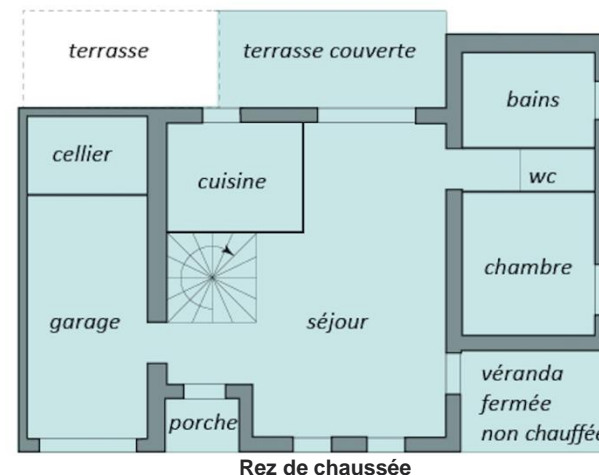 terrasse
terrasse couverte
bains
cellier
cuisine
wc
chambre
garage
séjour
véranda
fermée
non chauffée
porche
Rez de chaussée